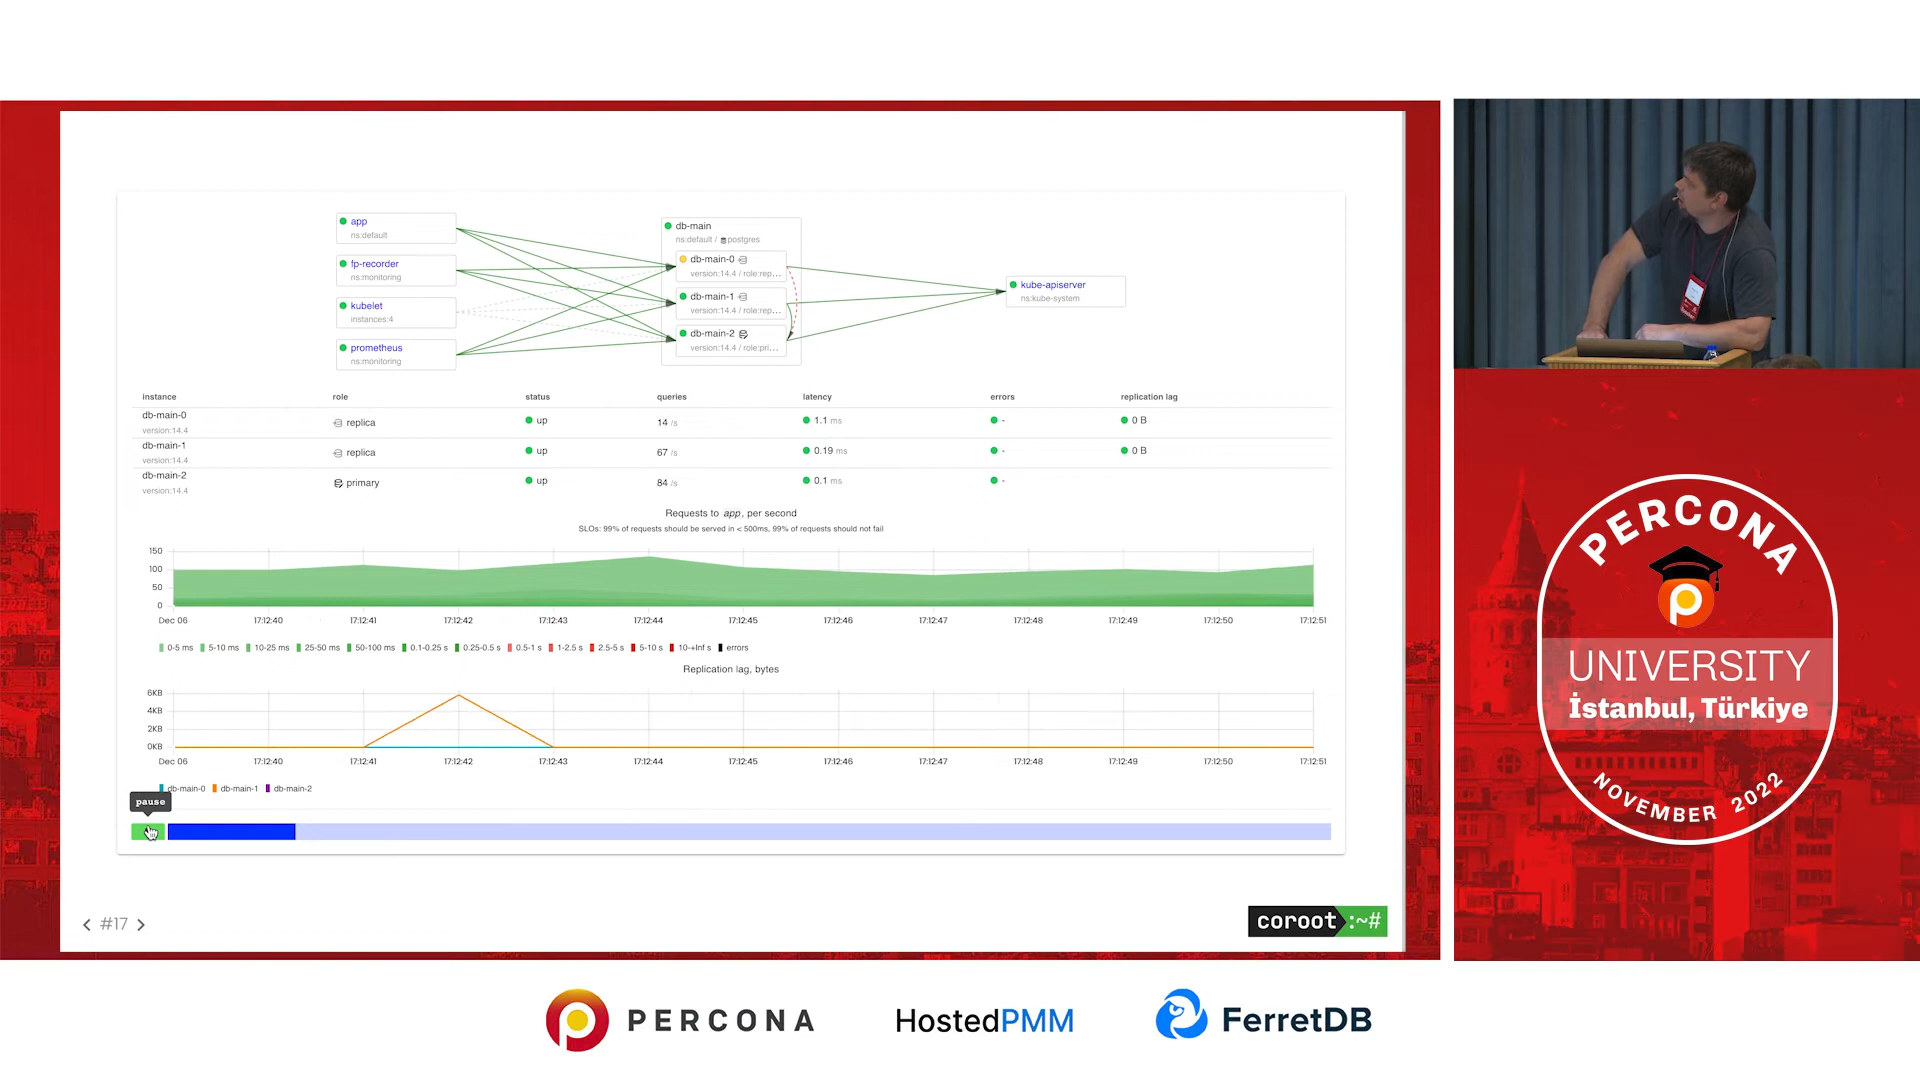 app
ns:default
fp-recorder
ns:monitoring
kubelet
instances:4
prometheus
ns:monitoring
db-main
ns:default / postgres
db-main-0
version:14.4 / role:rep...
db-main-1
version:14.4 / role:rep...
db-main-2
version:14.4 / role:pri...
kube-apiserver
ns:kube-system
instance role status queries latency errors replication lag
db-main-0
version:14.4
replica up 14 /s 1.1 ms - 0 B
db-main-1
version:14.4
replica up 67 /s 0.19 ms - 0 B
db-main-2
version:14.4
primary up 84 /s 0.1 ms -
Requests to app, per second
SLOs: 99% of requests should be served in < 500ms, 99% of requests should not fail
150
100
50
0
Dec 06 17:12:40 17:12:41 17:12:42 17:12:43 17:12:44 17:12:45 17:12:46 17:12:47 17:12:48 17:12:49 17:12:50 17:12:51
0-5 ms 5-10 ms 10-25 ms 25-50 ms 50-100 ms 0.1-0.25 s 0.25-0.5 s 0.5-1 s 1-2.5 s 2.5-5 s 5-10 s 10-+Inf s errors
Replication lag, bytes
6KB
4KB
2KB
0KB
Dec 06 17:12:40 17:12:41 17:12:42 17:12:43 17:12:44 17:12:45 17:12:46 17:12:47 17:12:48 17:12:49 17:12:50 17:12:51
db-main-0 db-main-1 db-main-2
pause
< #17 >
coroot:~#
PERCONA
UNIVERSITY
İstanbul, Türkiye
NOVEMBER 2022
PERCONA
HostedPMM
FerretDB